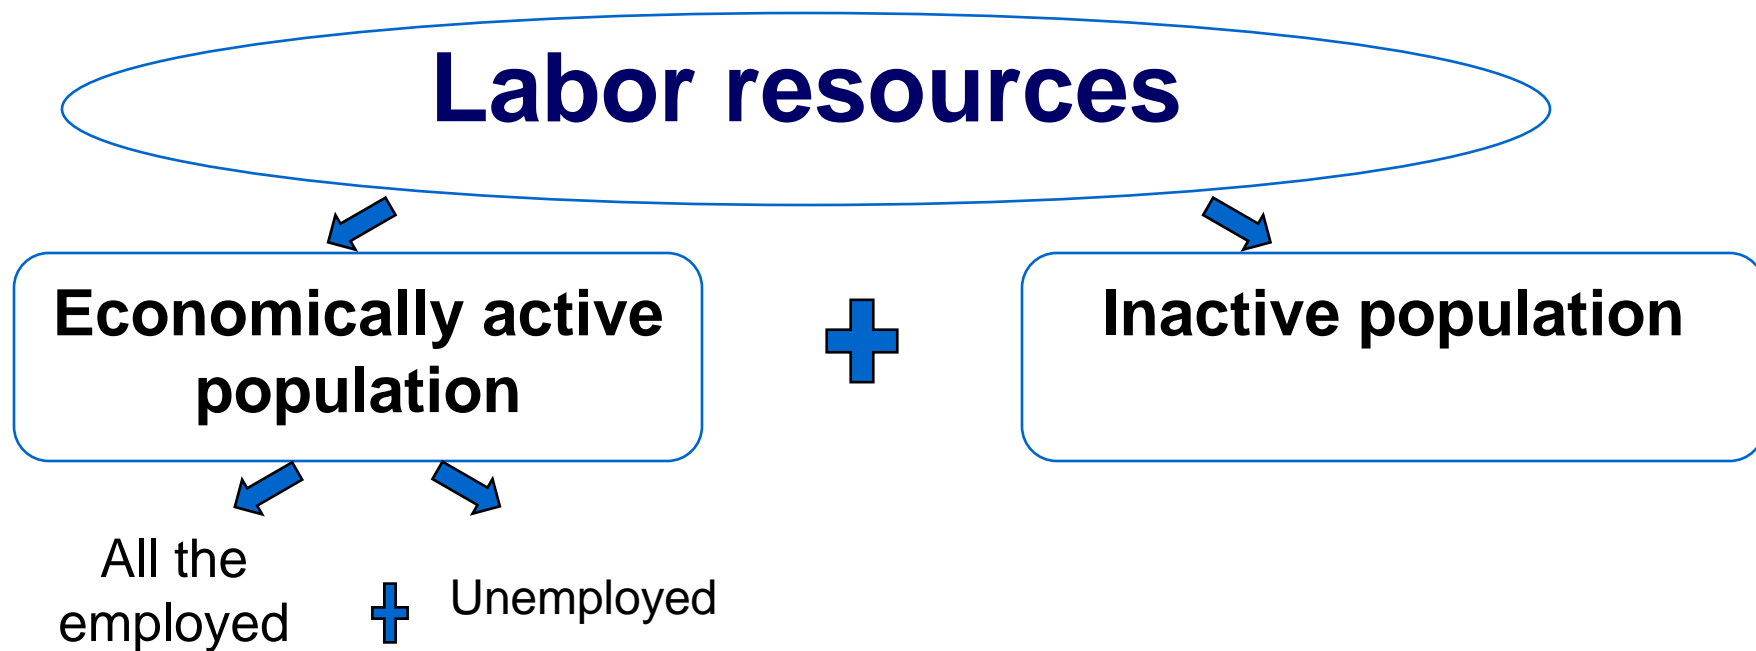 Labor resources
Economically active
population
Inactive population
All the
employed
Unemployed